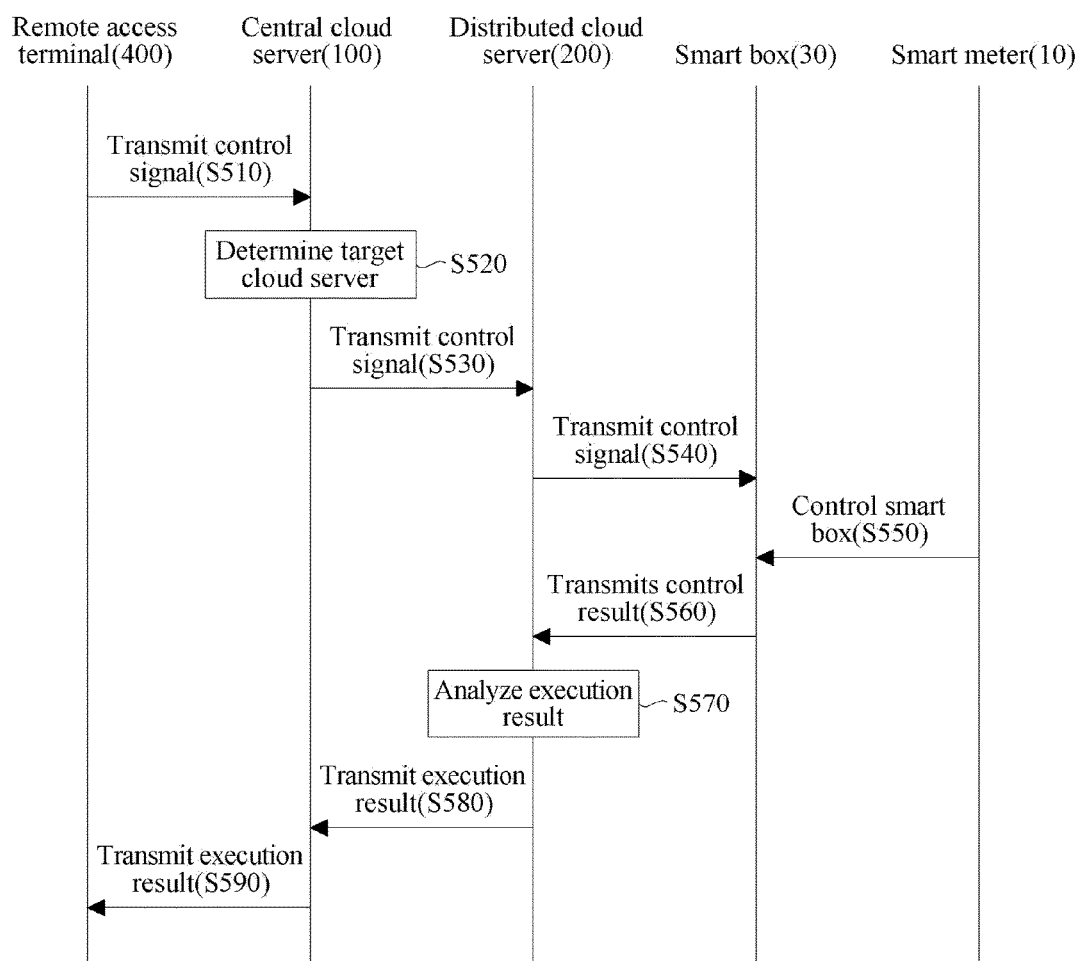 Remote access
terminal(400)
Central cloud
server(100)
Distributed cloud
server(200)
Smart box(30)
Smart meter(10)
Transmit control
signal(S510)
Determine target
cloud server
S520
Transmit control
signal(S530)
Transmit control
signal(S540)
Control smart
box(S550)
Transmits control
result(S560)
Analyze execution
result
S570
Transmit execution
result(S580)
Transmit execution
result(S590)